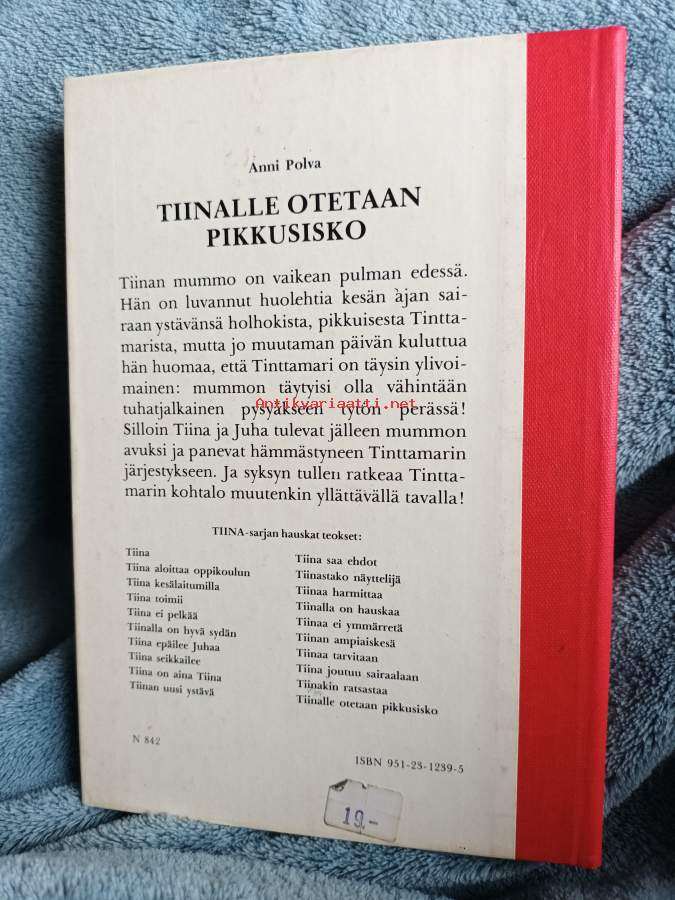 Anni Polva
TIINALLE OTETAAN
PIKKUSISKO
Tiinan mummo on vaikean pulman edessä.
Hän on luvannut huolehtia kesän ajan sai-
raan ystävänsä holhokista, pikkuisesta Tintta-
marista, mutta jo muutaman päivän kuluttua
hän huomaa, että Tinttamari on täysin ylivoi-
mainen: mummon täytyisi olla vähintään
tuhatjalkainen pysyäkseen tytön perässä!
Antikvariaatti.net
Silloin Tiina ja Juha tulevat jälleen mummon
avuksi ja panevat hämmästyneen Tinttamarin
järjestykseen. Ja syksyn tullen ratkeaa Tintta-
marin kohtalo muutenkin yllättävällä tavalla!
TIINA-sarjan hauskat teokset:
Tiina
Tiina aloittaa oppikoulun
Tiina kesälaitumilla
Tiina toimii
Tiina ei pelkää
Tiinalla on hyvä sydän
Tiina epäilee Juhaa
Tiina seikkailee
Tiina on aina Tiina
Tiinan uusi ystävä
Tiina saa ehdot
Tiinastako näyttelijä
Tiinaa harmittaa
Tiinalla on hauskaa
Tiinaa ei ymmärretä
Tiinan ampiaiskesä
Tiinaa tarvitaan
Tiina joutuu sairaalaan
Tiinakin ratsastaa
Tiinalle otetaan pikkusisko
N 842
ISBN 951-23-1239-5
19.-